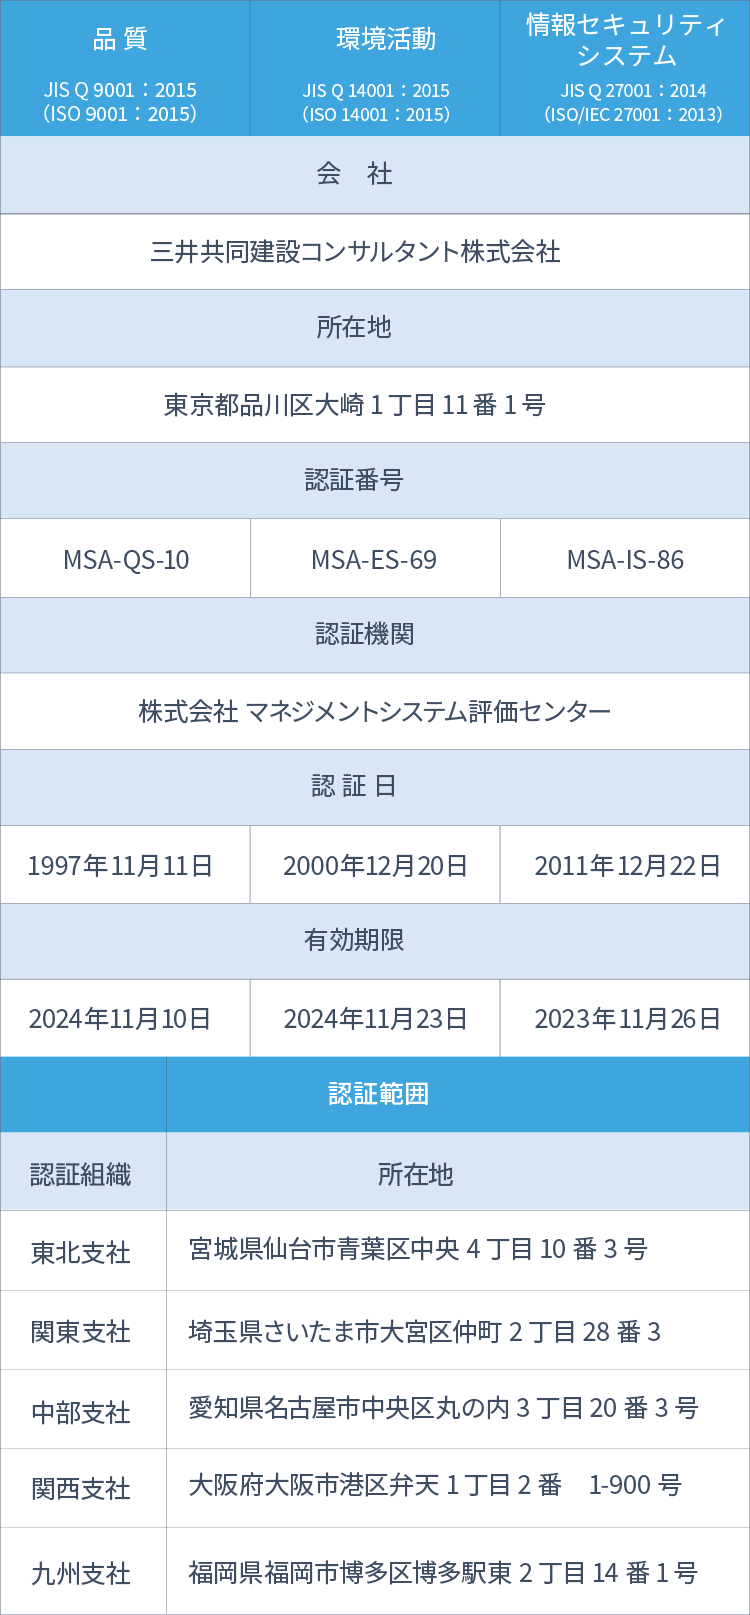 品 質
JIS Q 9001：2015
（ISO 9001：2015）
環境活動
JIS Q 14001：2015
（ISO 14001：2015）
情報セキュリティ
システム
JIS Q 27001：2014
（ISO/IEC 27001：2013）
会　社
三井共同建設コンサルタント株式会社
所在地
東京都品川区大崎 1 丁目 11 番 1 号
認証番号
MSA-QS-10
MSA-ES-69
MSA-IS-86
認証機関
株式会社 マネジメントシステム評価センター
認 証 日
1997年11月11日
2000年12月20日
2011年12月22日
有効期限
2024年11月10日
2024年11月23日
2023年11月26日
認証範囲
認証組織
所在地
東北支社
宮城県仙台市青葉区中央 4 丁目 10 番 3 号
関東支社
埼玉県さいたま市大宮区仲町 2 丁目 28 番 3
中部支社
愛知県名古屋市中央区丸の内 3 丁目 20 番 3 号
関西支社
大阪府大阪市港区弁天 1 丁目 2 番　1-900 号
九州支社
福岡県福岡市博多区博多駅東 2 丁目 14 番 1 号